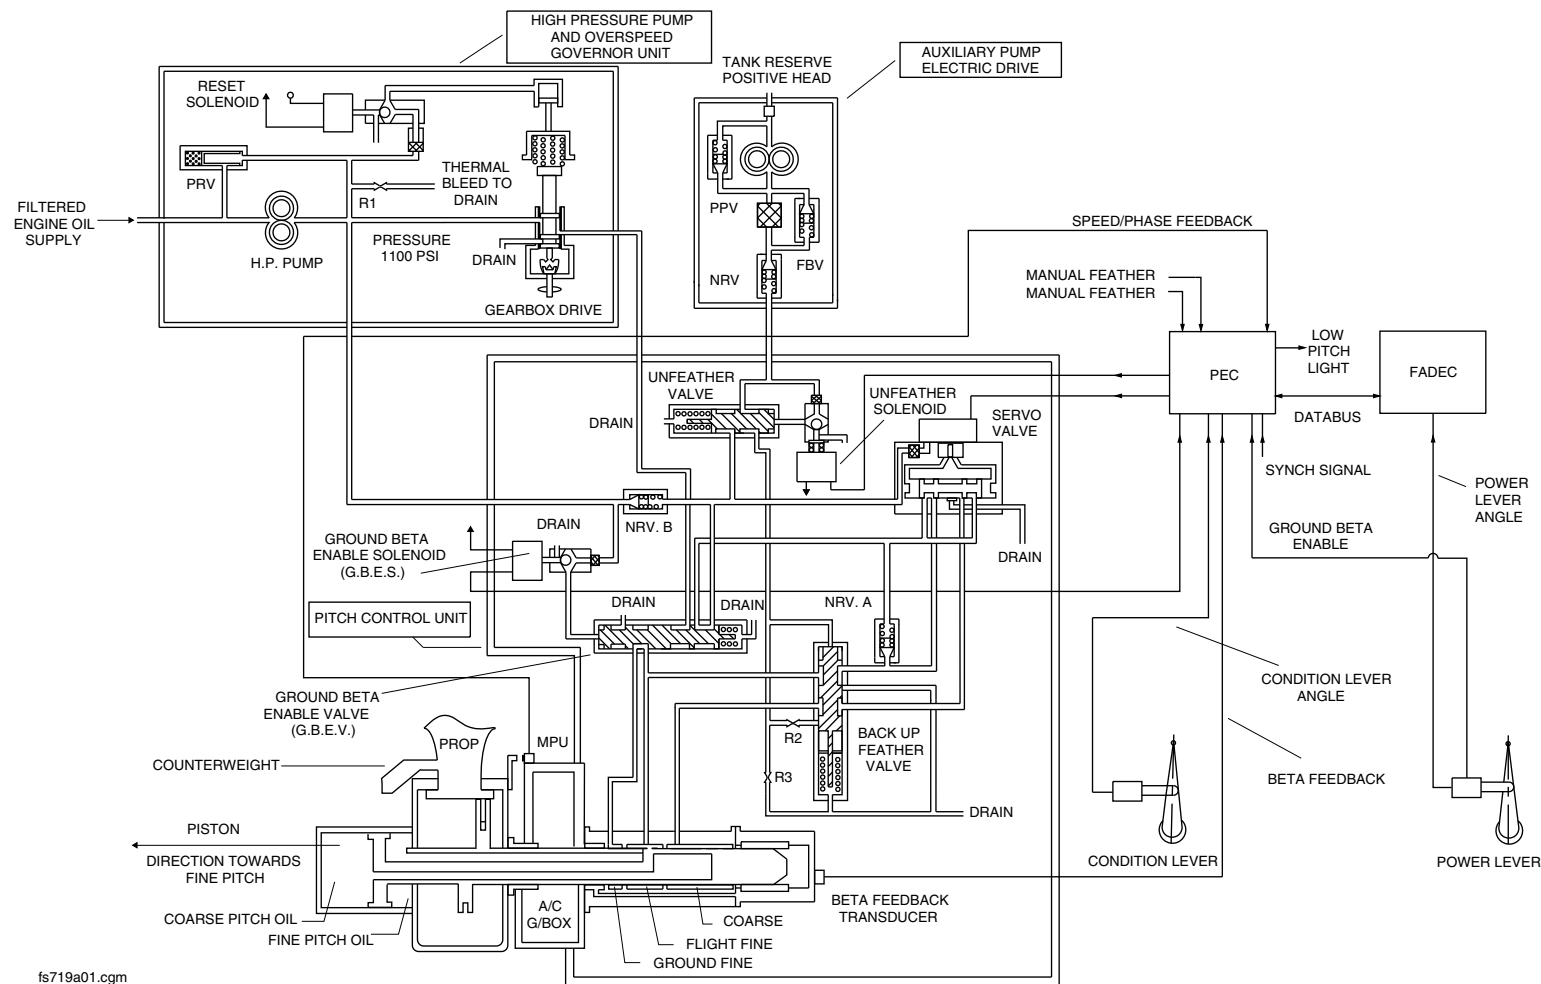 HIGH PRESSURE PUMP
AND OVERSPEED
GOVERNOR UNIT
AUXILIARY PUMP
ELECTRIC DRIVE
TANK RESERVE
POSITIVE HEAD
RESET
SOLENOID
PRV
THERMAL
BLEED TO
DRAIN
R1
FILTERED
ENGINE OIL
SUPPLY
H.P. PUMP
PRESSURE
1100 PSI
DRAIN
GEARBOX DRIVE
PPV
FBV
NRV
SPEED/PHASE FEEDBACK
MANUAL FEATHER
MANUAL FEATHER
PEC
LOW
PITCH
LIGHT
FADEC
DATABUS
SYNCH SIGNAL
POWER
LEVER
ANGLE
GROUND BETA
ENABLE
UNFEATHER
VALVE
DRAIN
UNFEATHER
SOLENOID
SERVO
VALVE
DRAIN
NRV. B
DRAIN
GROUND BETA
ENABLE SOLENOID
(G.B.E.S.)
PITCH CONTROL UNIT
DRAIN
DRAIN
NRV. A
GROUND BETA
ENABLE VALVE
(G.B.E.V.)
R2
R3
BACK UP
FEATHER
VALVE
DRAIN
CONDITION LEVER
ANGLE
BETA FEEDBACK
PROP
MPU
COUNTERWEIGHT
PISTON
DIRECTION TOWARDS
FINE PITCH
COARSE PITCH OIL
FINE PITCH OIL
A/C
G/BOX
COARSE
FLIGHT FINE
GROUND FINE
BETA FEEDBACK
TRANSDUCER
CONDITION LEVER
POWER LEVER
fs719a01.cgm